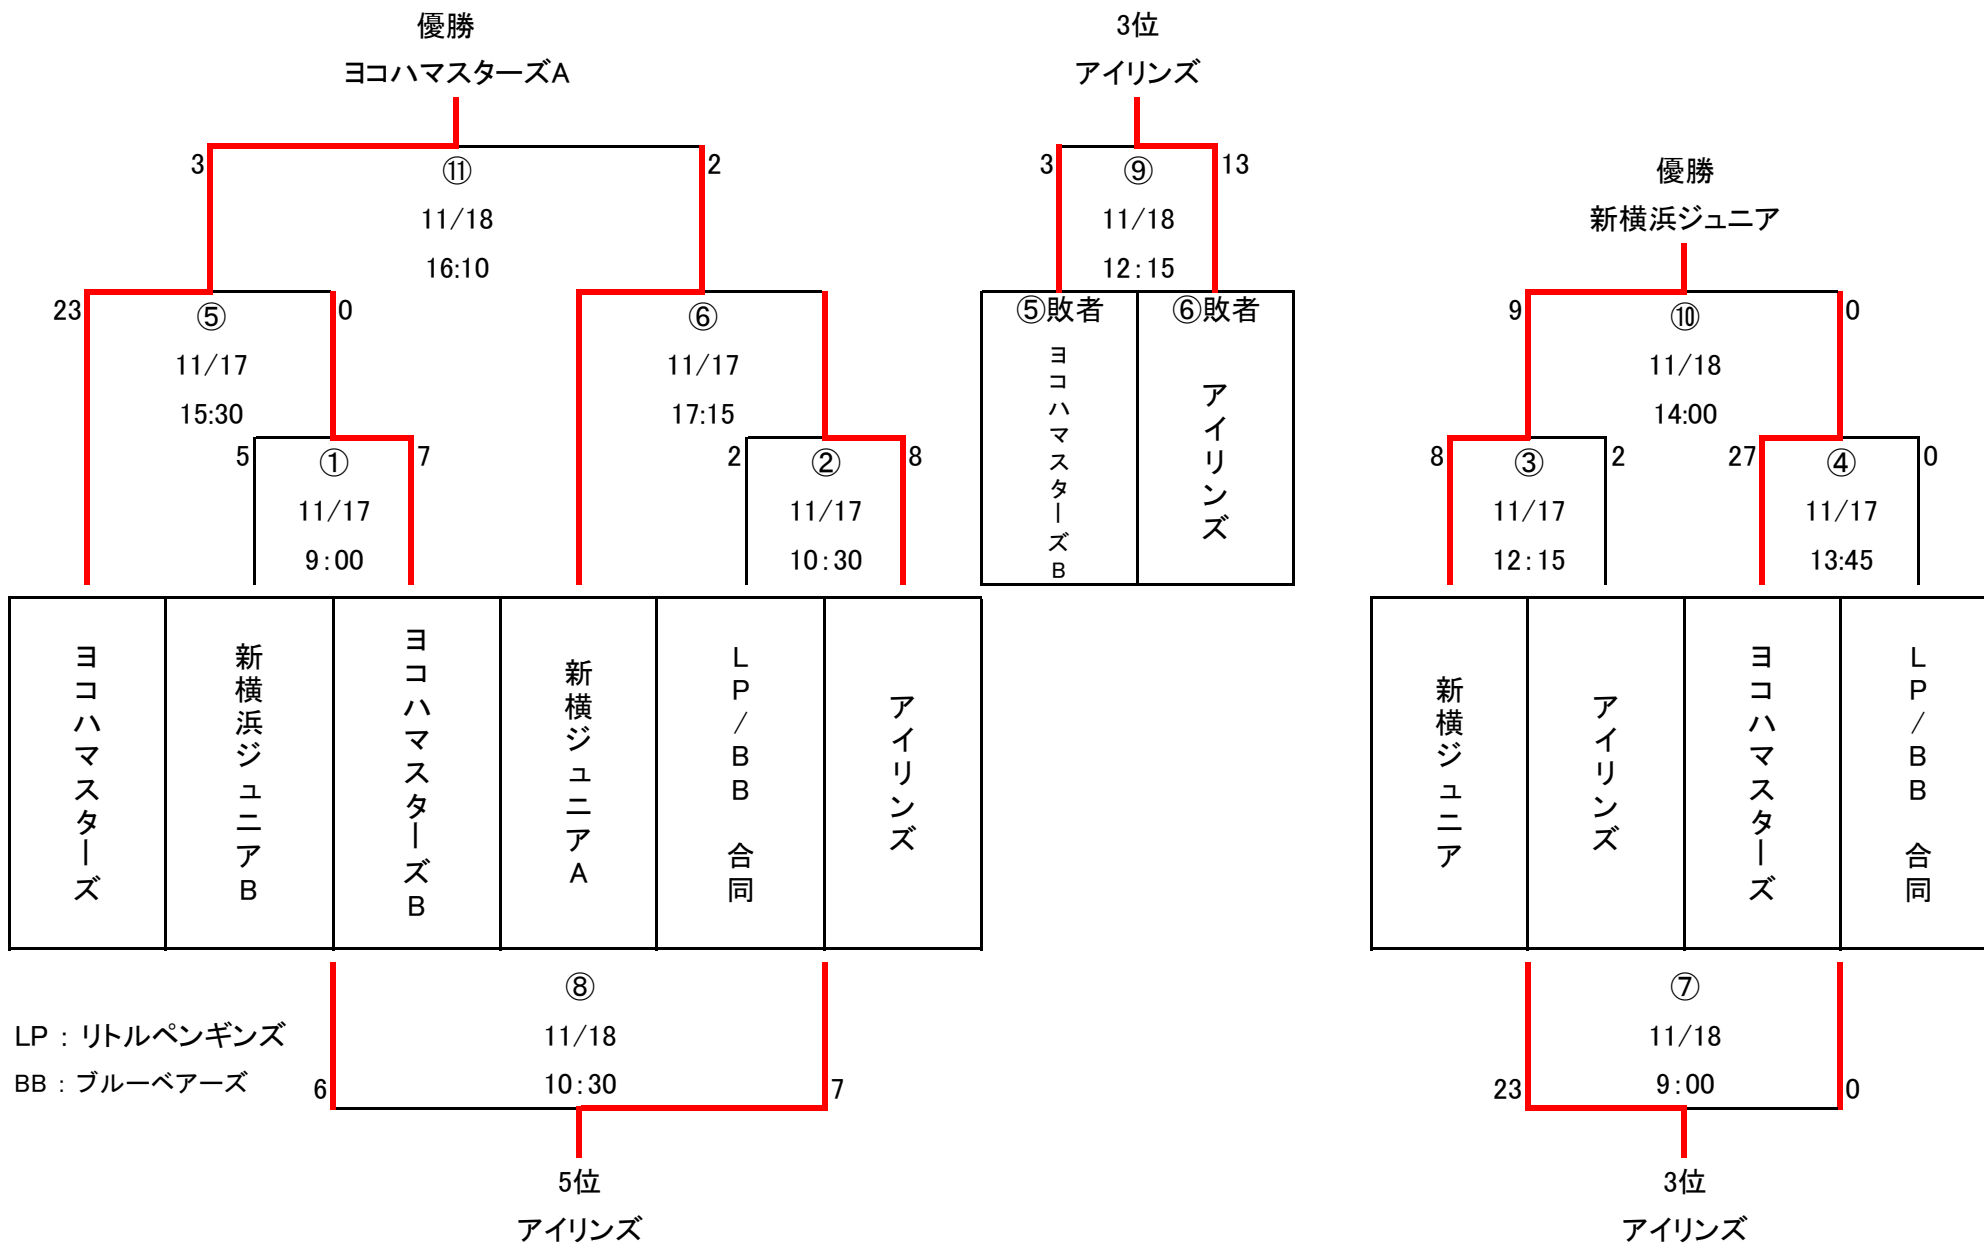 優勝
ヨコハマスターズA
3
2
⑪
11/18
16:10
23
0
⑤
11/17
15:30
⑥
11/17
17:15
5
7
①
11/17
9:00
2
8
②
11/17
10:30
ヨコハマスターズ
新横浜ジュニアB
ヨコハマスターズB
新横ジュニアA
LP/BB 合同
アイリンズ
⑧
11/18
10:30
6
7
5位
アイリンズ
LP : リトルペンギンズ
BB : ブルーベアーズ
3位
アイリンズ
3
13
⑨
11/18
12:15
⑤敗者
⑥敗者
ヨコハマスターズB
アイリンズ
優勝
新横浜ジュニア
9
0
⑩
11/18
14:00
8
2
③
11/17
12:15
27
0
④
11/17
13:45
新横ジュニア
アイリンズ
ヨコハマスターズ
LP/BB 合同
⑦
11/18
9:00
23
0
3位
アイリンズ